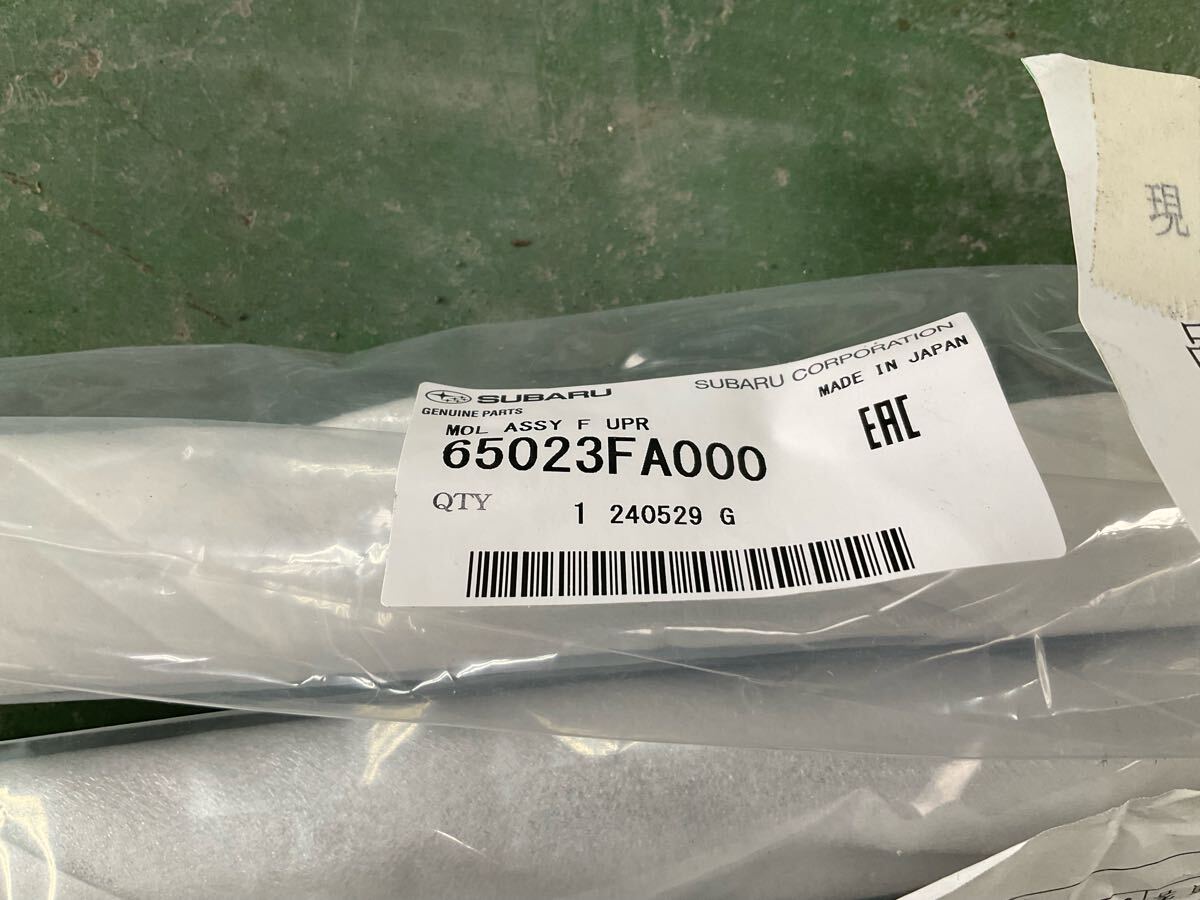 現
SUBARU
SUBARU CORPORATION
GENUINE PARTS
MADE IN JAPAN
MOL ASSY F UPR
EAC
65023FA000
QTY 1 240529 G